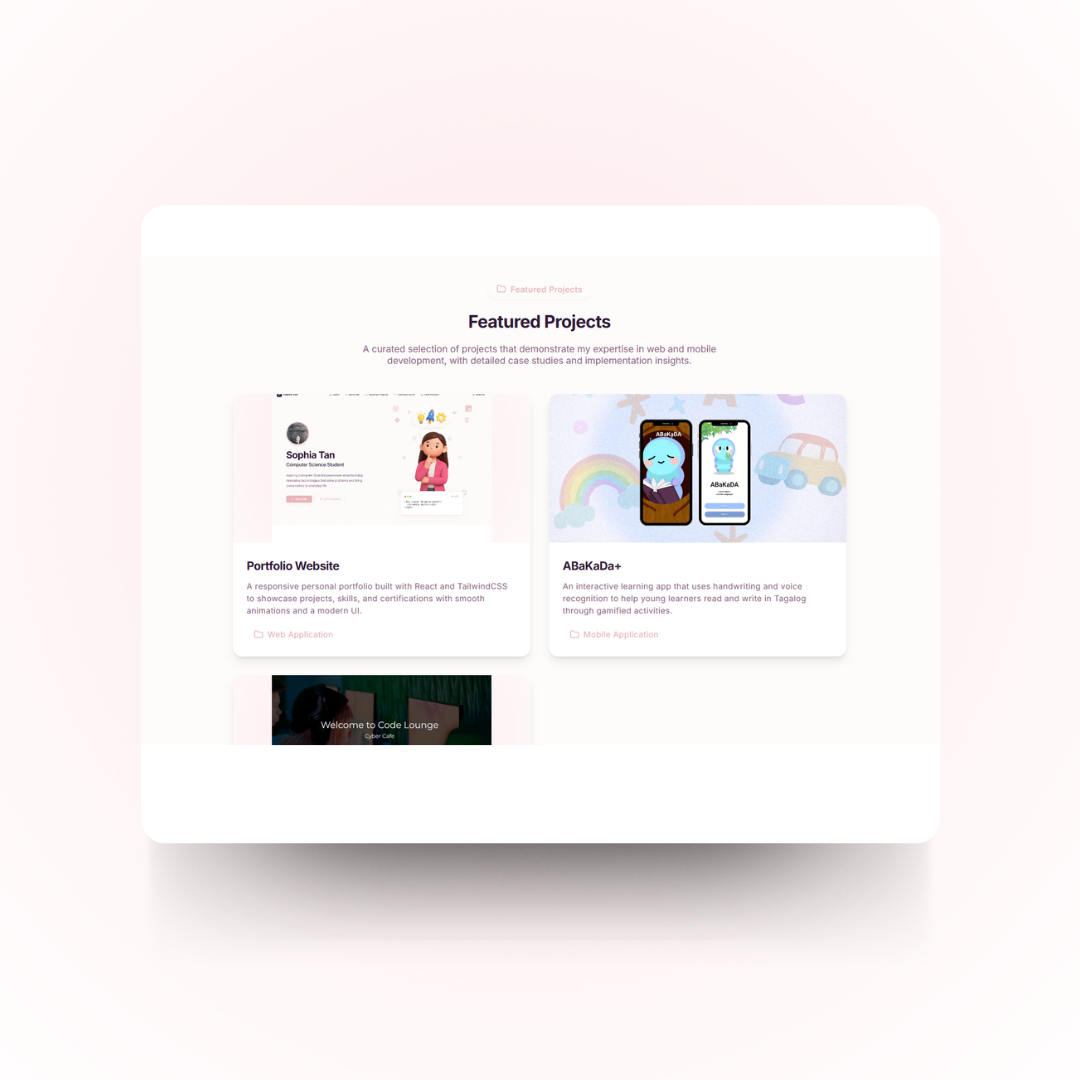 Featured Projects
Featured Projects
A curated selection of projects that demonstrate my expertise in web and mobile
development, with detailed case studies and implementation insights.
Sophia Tan
Computer Science Student
Portfolio Website
A responsive personal portfolio built with React and TailwindCSS
to showcase projects, skills, and certifications with smooth
animations and a modern UI.
Web Application
ABaKaDA
ABaKaDA
ABaKaDa+
An interactive learning app that uses handwriting and voice
recognition to help young learners read and write in Tagalog
through gamified activities.
Mobile Application
Welcome to Code Lounge
Cyber Cafe